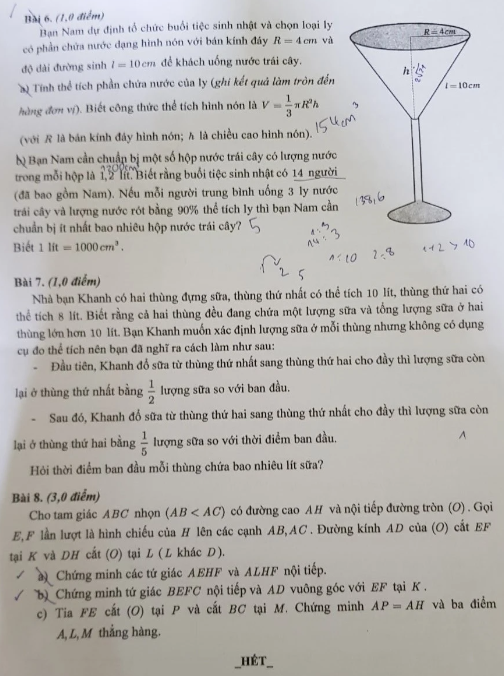 Bài 6. (1,0 điểm)
Bạn Nam dự định tổ chức buổi tiệc sinh nhật và chọn loại ly
có phần chứa nước dạng hình nón với bán kính đáy R = 4cm và
độ dài đường sinh l = 10cm để khách uống nước trái cây.
a) Tính thể tích phần chứa nước của ly (ghi kết quả làm tròn đến
hàng đơn vị). Biết công thức thể tích hình nón là V = 1/3 πR²h
(với R là bán kính đáy hình nón; h là chiều cao hình nón).
154cm³
b) Bạn Nam cần chuẩn bị một số hộp nước trái cây có lượng nước
trong mỗi hộp là 1,2 lít. Biết rằng buổi tiệc sinh nhật có 14 người
(đã bao gồm Nam). Nếu mỗi người trung bình uống 3 ly nước
trái cây và lượng nước rót bằng 90% thể tích ly thì bạn Nam cần
chuẩn bị ít nhất bao nhiêu hộp nước trái cây? 5
Biết 1 lít = 1000cm³.
R = 4cm
h
l = 10cm
138,6
Bài 7. (1,0 điểm)
Nhà bạn Khanh có hai thùng đựng sữa, thùng thứ nhất có thể tích 10 lít, thùng thứ hai có
thể tích 8 lít. Biết rằng cả hai thùng đều đang chứa một lượng sữa và tổng lượng sữa ở hai
thùng lớn hơn 10 lít. Bạn Khanh muốn xác định lượng sữa ở mỗi thùng nhưng không có dụng
cụ đo thể tích nên bạn đã nghĩ ra cách làm như sau:
- Đầu tiên, Khanh đổ sữa từ thùng thứ nhất sang thùng thứ hai cho đầy thì lượng sữa còn
lại ở thùng thứ nhất bằng 1/2 lượng sữa so với ban đầu.
- Sau đó, Khanh đổ sữa từ thùng thứ hai sang thùng thứ nhất cho đầy thì lượng sữa còn
lại ở thùng thứ hai bằng 1/5 lượng sữa so với thời điểm ban đầu.
Hỏi thời điểm ban đầu mỗi thùng chứa bao nhiêu lít sữa?
Bài 8. (3,0 điểm)
Cho tam giác ABC nhọn (AB < AC) có đường cao AH và nội tiếp đường tròn (O). Gọi
E, F lần lượt là hình chiếu của H lên các cạnh AB, AC. Đường kính AD của (O) cắt EF
tại K và DH cắt (O) tại L (L khác D).
a) Chứng minh các tứ giác AEHF và ALHF nội tiếp.
b) Chứng minh tứ giác BEFC nội tiếp và AD vuông góc với EF tại K.
c) Tia FE cắt (O) tại P và cắt BC tại M. Chứng minh AP = AH và ba điểm
A, L, M thẳng hàng.
_HẾT_